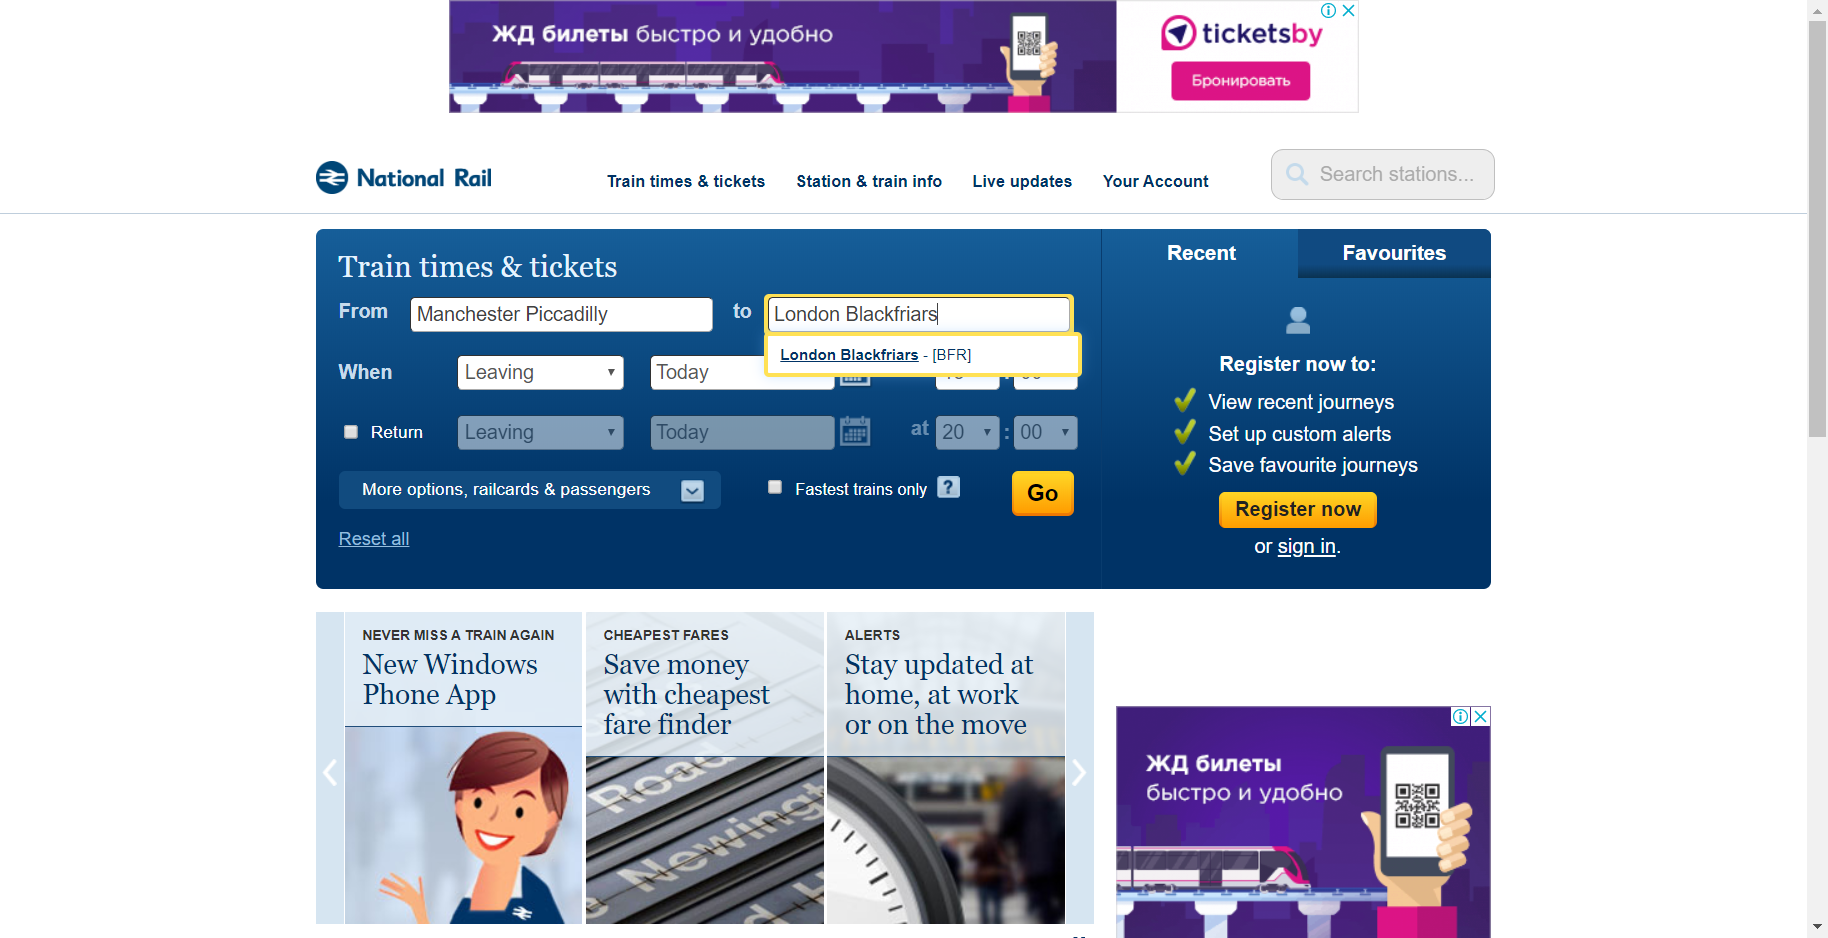 ЖД билеты быстро и удобно
ticketsby
Бронировать
National Rail
Train times & tickets
Station & train info
Live updates
Your Account
Search stations...
Train times & tickets
From
Manchester Piccadilly
to
London Blackfriars
London Blackfriars - [BFR]
When
Leaving
Today
Return
Leaving
Today
at
20
:
00
More options, railcards & passengers
Fastest trains only
?
Go
Reset all
Recent
Favourites
Register now to:
View recent journeys
Set up custom alerts
Save favourite journeys
Register now
or sign in.
NEVER MISS A TRAIN AGAIN
New Windows
Phone App
CHEAPEST FARES
Save money
with cheapest
fare finder
Road
Newingt
ALERTS
Stay updated at
home, at work
or on the move
ЖД билеты
быстро и удобно